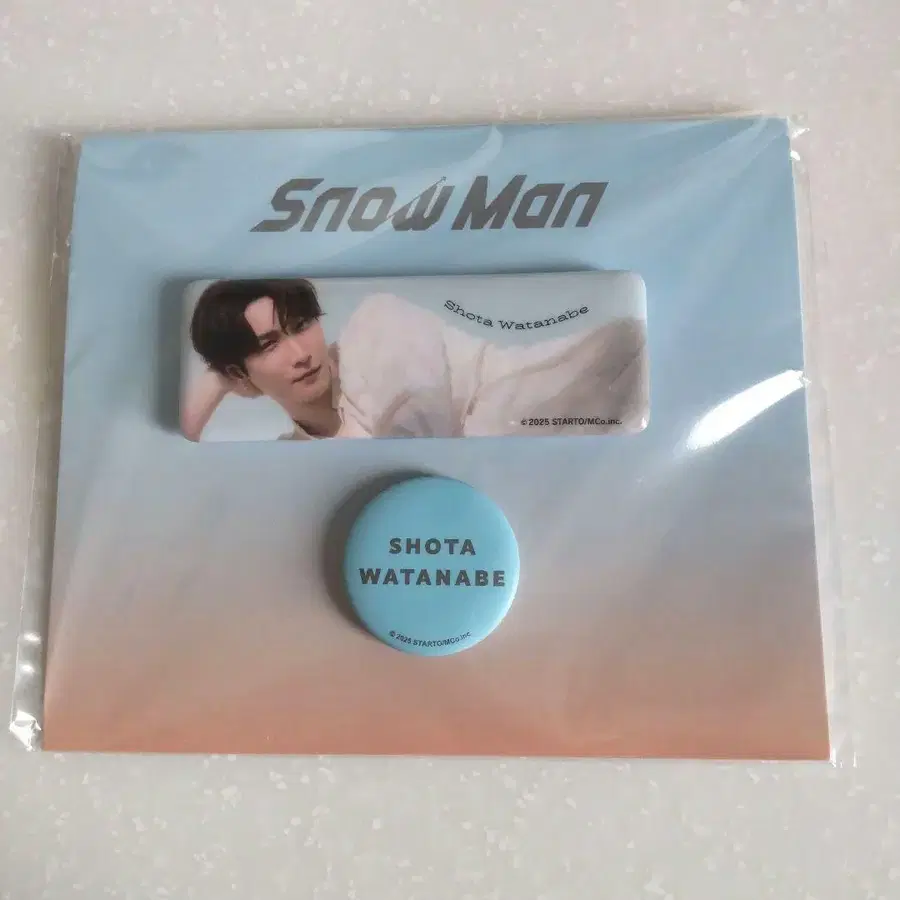 Snow Man
Shota Watanabe
© 2025 STARTO/MCo.inc.
SHOTA
WATANABE
© 2025 STARTO/MCo.inc.